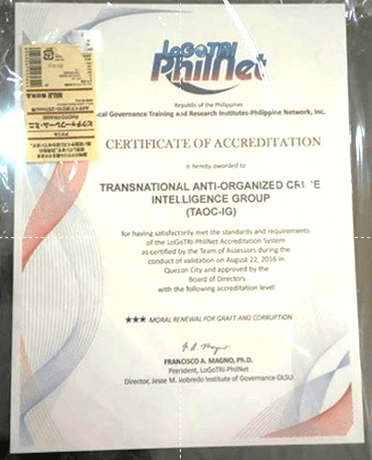 LoGoTRI
PhilNet
Republic of the Philippines
cal Governance Training and Research Institutes-Philippine Network, Inc.
CERTIFICATE OF ACCREDITATION
is hereby awarded to
TRANSNATIONAL ANTI-ORGANIZED CRIME
INTELLIGENCE GROUP
(TAOC-IG)
for having satisfactorily met the standards and requirements
of the LoGoTRI-PhilNet Accreditation System
as certified by the Team of Assessors during the
conduct of validation on August 22, 2016 in
Quezon City and approved by the
Board of Directors
with the following accreditation level
★★★ MORAL RENEWAL FOR GRAFT AND CORRUPTION
FRANCISCO A. MAGNO, Ph.D.
President, LoGoTRI-PhilNet
Director, Jesse M. Robredo Institute of Governance-DLSU